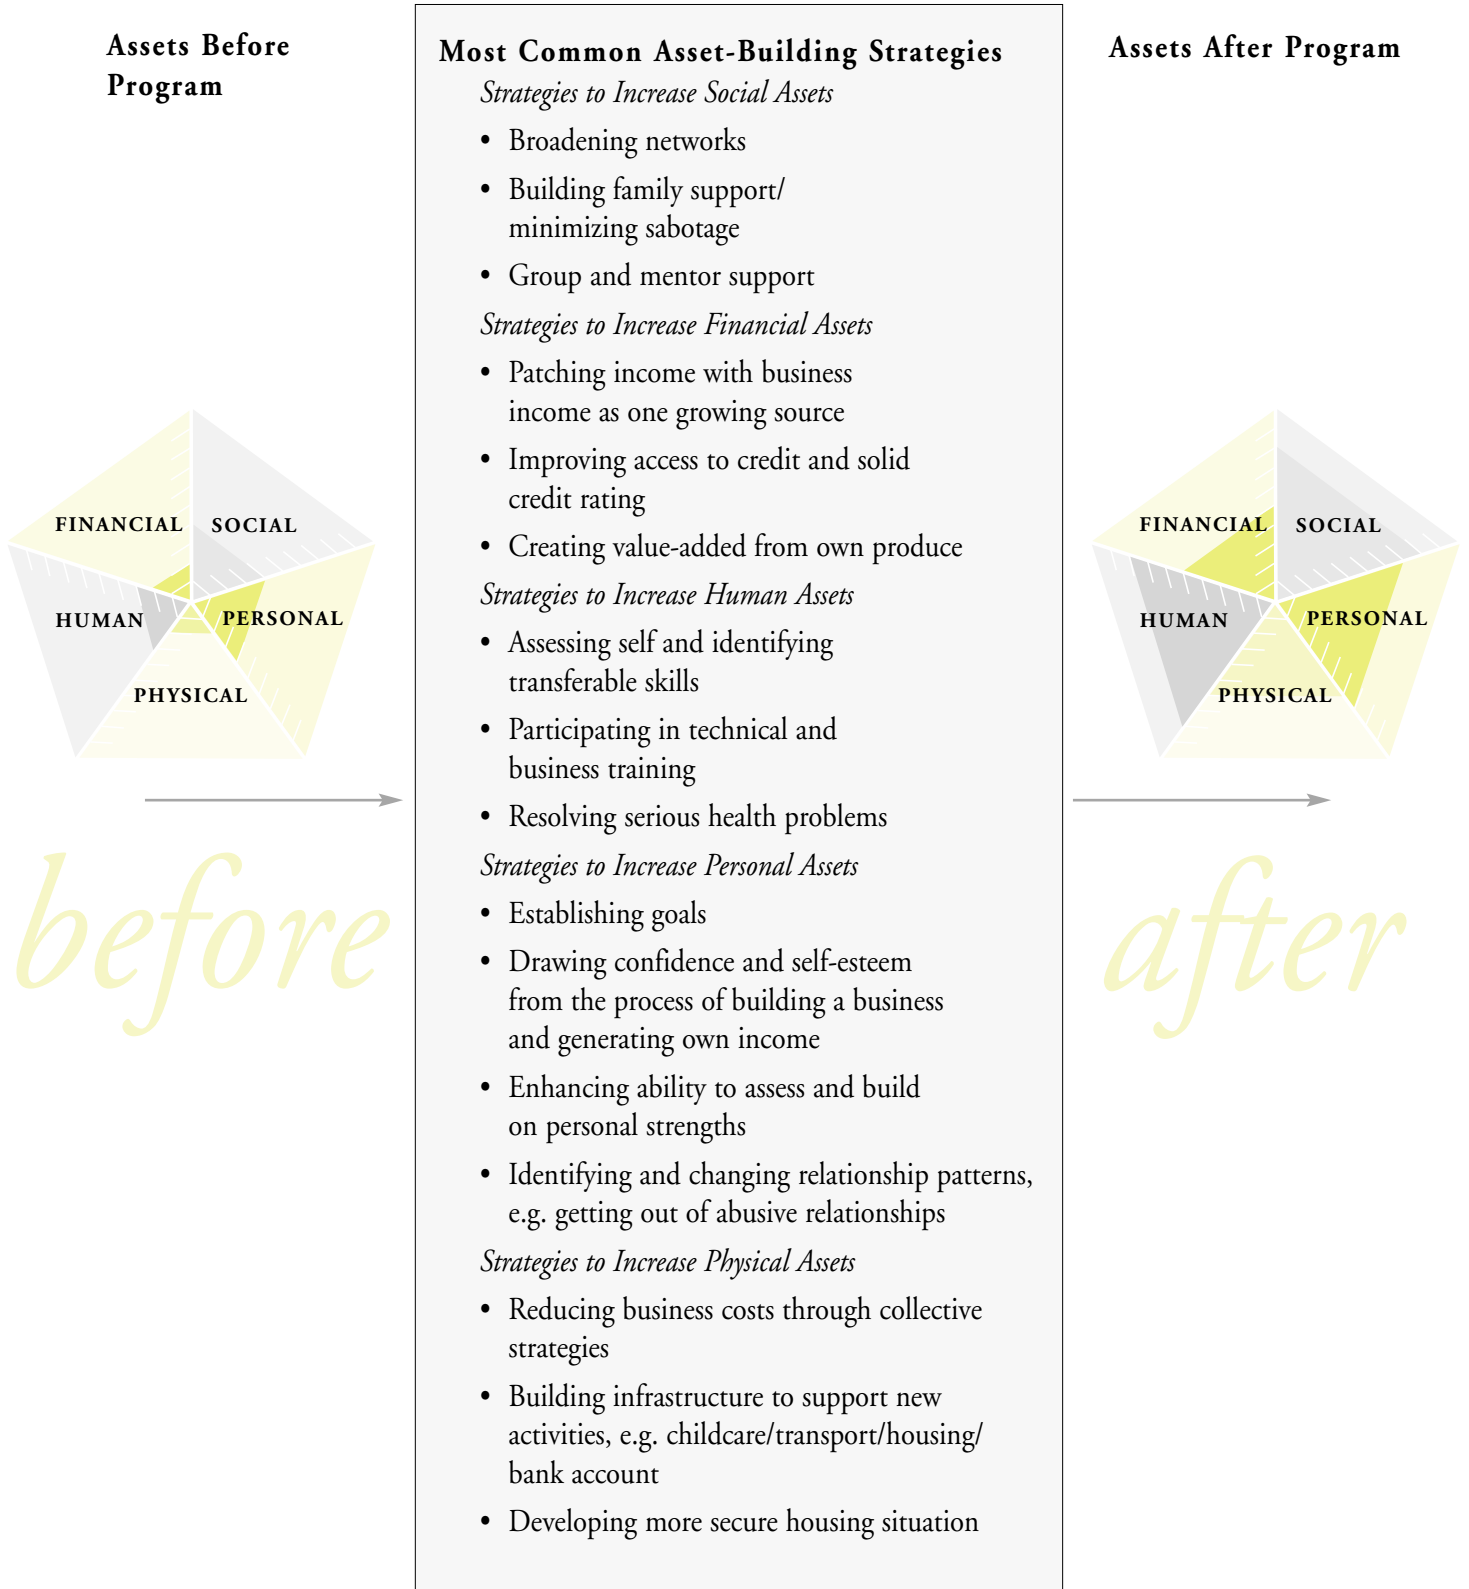 Assets Before
Program
FINANCIAL
SOCIAL
HUMAN
PERSONAL
PHYSICAL
before
Most Common Asset-Building Strategies
Strategies to Increase Social Assets
• Broadening networks
• Building family support/
minimizing sabotage
• Group and mentor support
Strategies to Increase Financial Assets
• Patching income with business
income as one growing source
• Improving access to credit and solid
credit rating
• Creating value-added from own produce
Strategies to Increase Human Assets
• Assessing self and identifying
transferable skills
• Participating in technical and
business training
• Resolving serious health problems
Strategies to Increase Personal Assets
• Establishing goals
• Drawing confidence and self-esteem
from the process of building a business
and generating own income
• Enhancing ability to assess and build
on personal strengths
• Identifying and changing relationship patterns,
e.g. getting out of abusive relationships
Strategies to Increase Physical Assets
• Reducing business costs through collective
strategies
• Building infrastructure to support new
activities, e.g. childcare/transport/housing/
bank account
• Developing more secure housing situation
Assets After Program
FINANCIAL
SOCIAL
HUMAN
PERSONAL
PHYSICAL
after